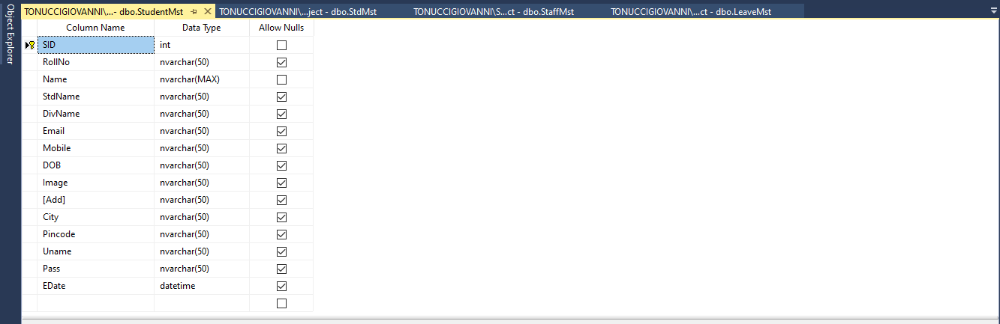 Object Explorer
TONUCCIGIOVANNI\...- dbo.StudentMst TONUCCIGIOVANNI\...ject - dbo.StdMst TONUCCIGIOVANNI\S...ct - dbo.StaffMst TONUCCIGIOVANNI\...ct - dbo.LeaveMst
Column Name Data Type Allow Nulls
SID int
RollNo nvarchar(50)
Name nvarchar(MAX)
StdName nvarchar(50)
DivName nvarchar(50)
Email nvarchar(50)
Mobile nvarchar(50)
DOB nvarchar(50)
Image nvarchar(50)
[Add] nvarchar(50)
City nvarchar(50)
Pincode nvarchar(50)
Uname nvarchar(50)
Pass nvarchar(50)
EDate datetime